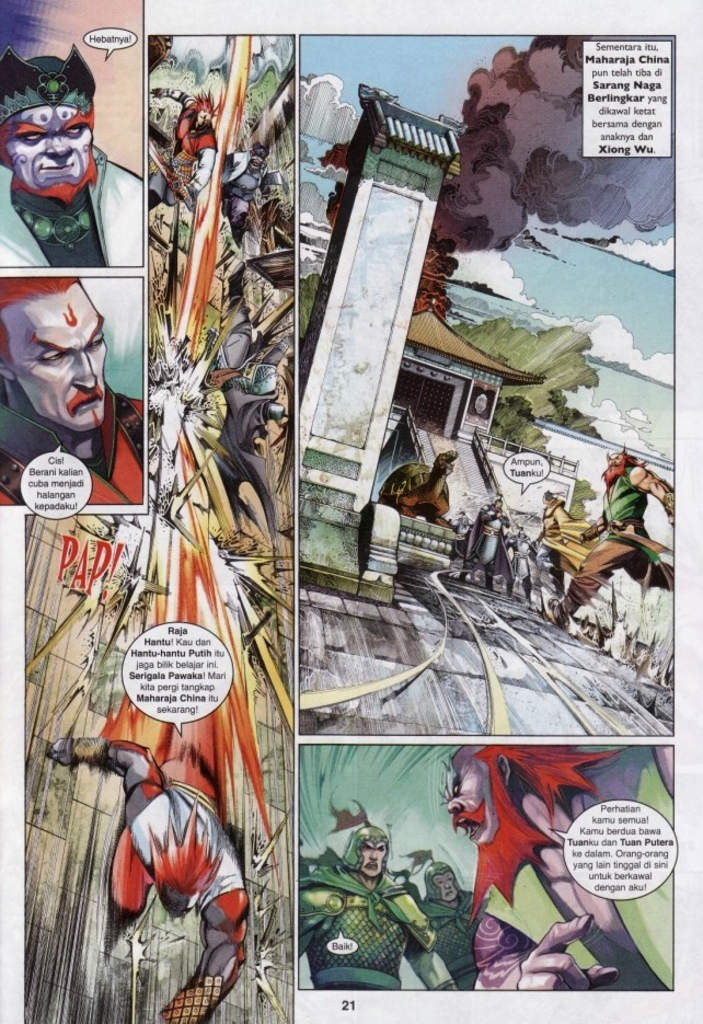 Hebatnya!
Cis!
Berani kalian
cuba menjadi
halangan
kepadaku!
PAP!
Raja
Hantu! Kau dan
Hantu-hantu Putih itu
jaga bilik belajar ini.
Serigala Pawaka! Mari
kita pergi tangkap
Maharaja China itu
sekarang!
Sementara itu,
Maharaja China
pun telah tiba di
Sarang Naga
Berlingkar yang
dikawal ketat
bersama dengan
anaknya dan
Xiong Wu.
Ampun,
Tuanku!
Perhatian
kamu semua!
Kamu berdua bawa
Tuanku dan Tuan Putera
ke dalam. Orang-orang
yang lain tinggal di sini
untuk berkawal
dengan aku!
Baik!
21